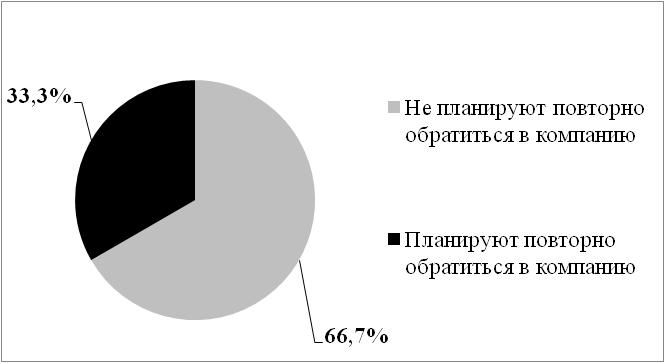 33,3%
Не планируют повторно
обратиться в компанию
Планируют повторно
обратиться в компанию
66,7%